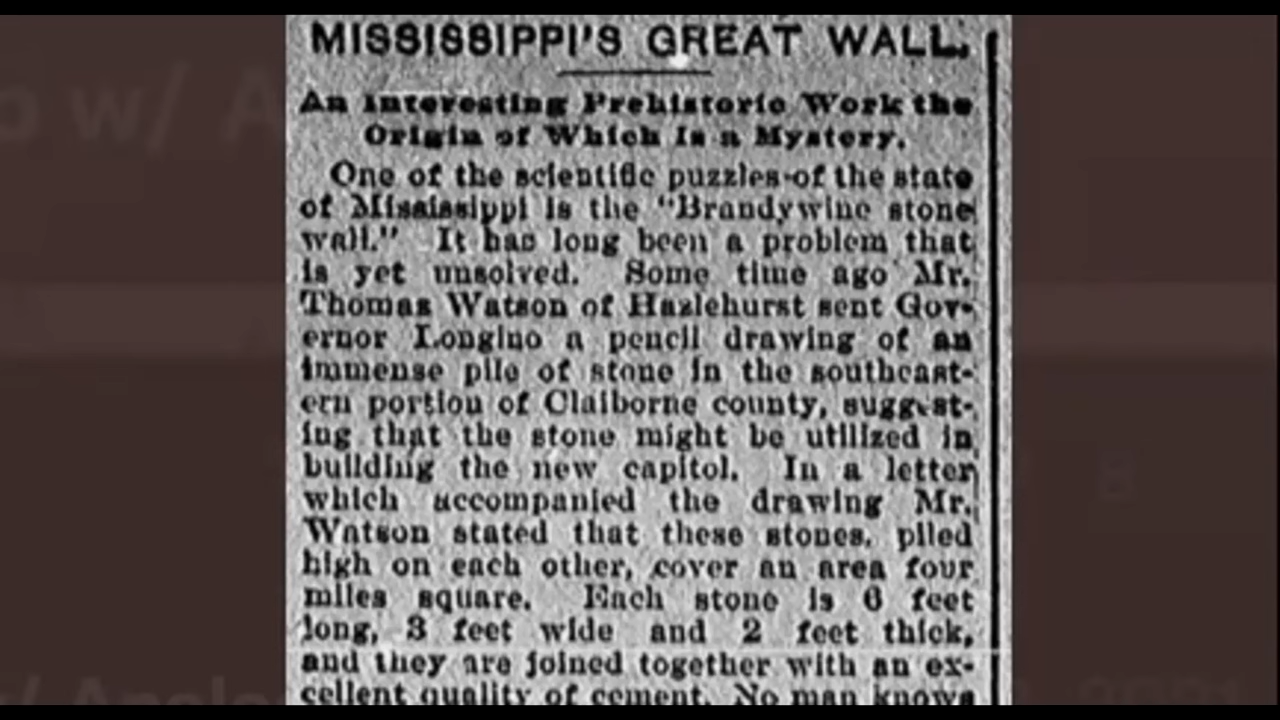 MISSISSIPPI'S GREAT WALL.
An Interesting Prehistoric Work the
Origin of Which Is a Mystery.
One of the scientific puzzles of the state
of Mississippi is the "Brandywine stone
wall." It has long been a problem that
is yet unsolved. Some time ago Mr.
Thomas Watson of Hazlehurst sent Gov-
ernor Longino a pencil drawing of an
immense pile of stone in the southeast-
ern portion of Claiborne county, suggest-
ing that the stone might be utilized in
building the new capitol. In a letter
which accompanied the drawing Mr.
Watson stated that these stones, piled
high on each other, cover an area four
miles square. Each stone is 6 feet
long, 3 feet wide and 2 feet thick,
and they are joined together with an ex-
cellent quality of cement. No man knows
o w/ A